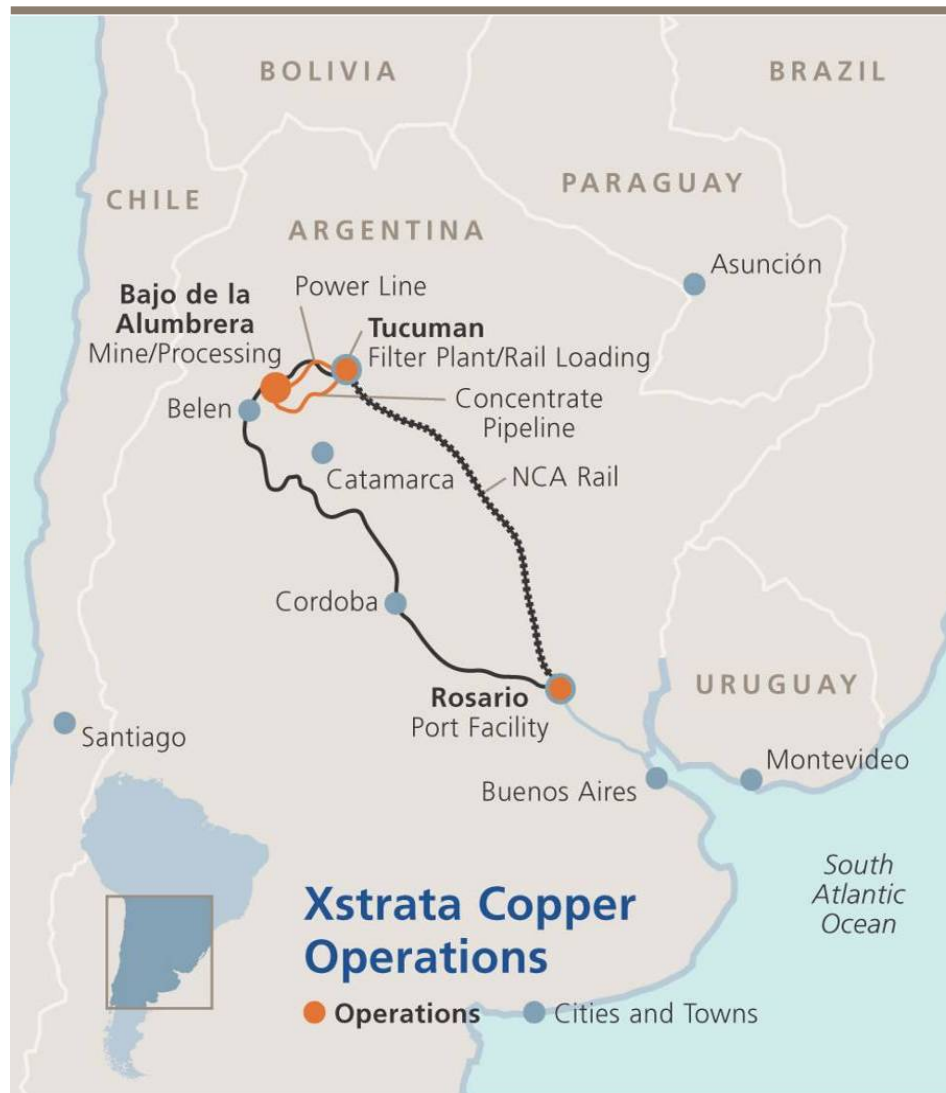 BOLIVIA
BRAZIL
PARAGUAY
CHILE
ARGENTINA
Asunción
Bajo de la
Alumbrera
Mine/Processing
Power Line
Tucuman
Filter Plant/Rail Loading
Belen
Concentrate
Pipeline
Catamarca
NCA Rail
Cordoba
URUGUAY
Rosario
Port Facility
Santiago
Montevideo
Buenos Aires
South
Atlantic
Ocean
Xstrata Copper
Operations
Operations
Cities and Towns